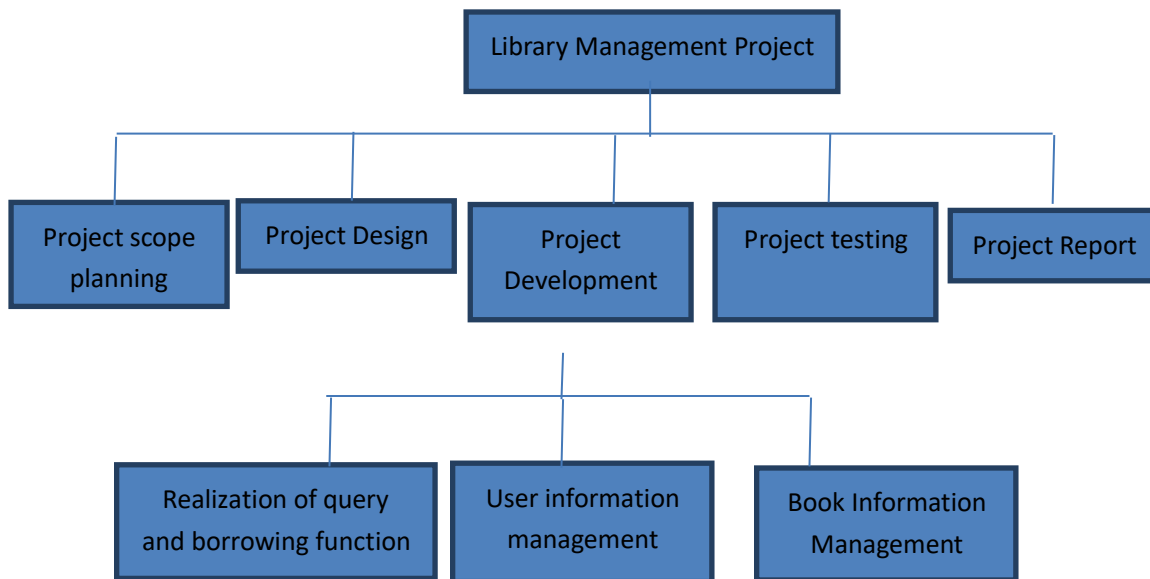 Library Management Project
Project scope
planning
Project Design
Project
Development
Project testing
Project Report
Realization of query
and borrowing function
User information
management
Book Information
Management